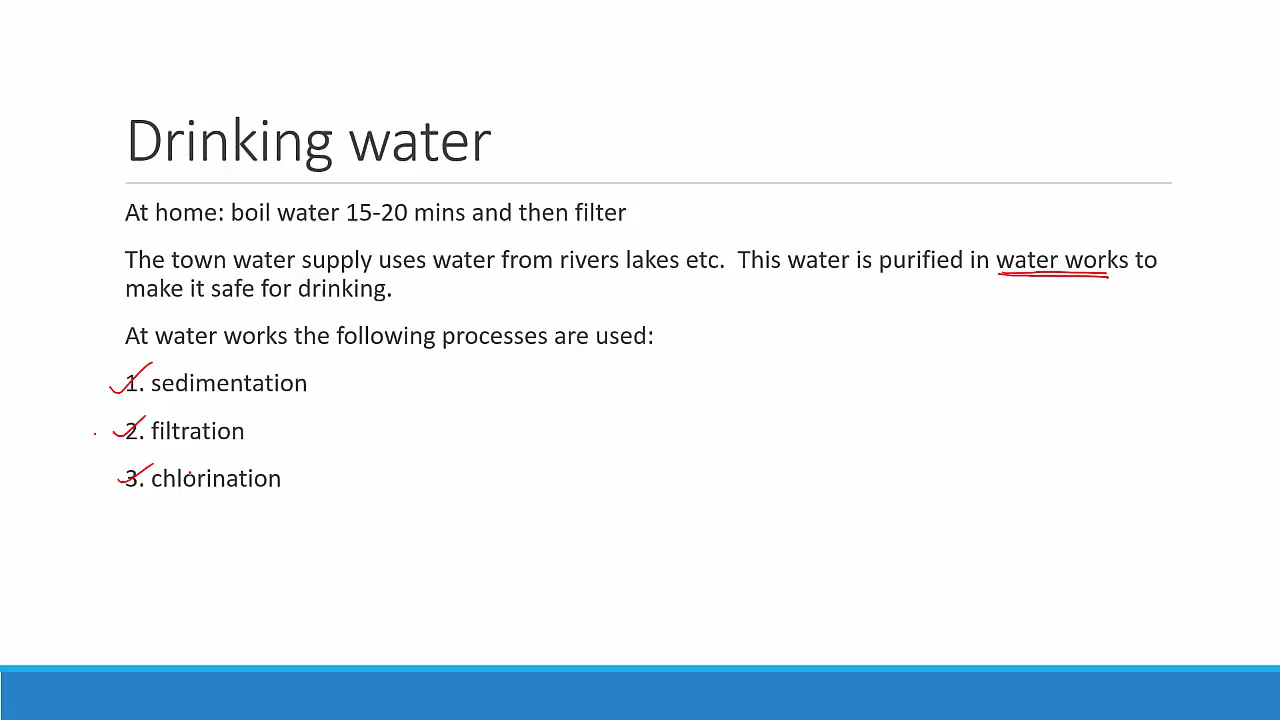 Drinking water
At home: boil water 15-20 mins and then filter
The town water supply uses water from rivers lakes etc.  This water is purified in water works to
make it safe for drinking.
At water works the following processes are used:
1. sedimentation
2. filtration
3. chlorination